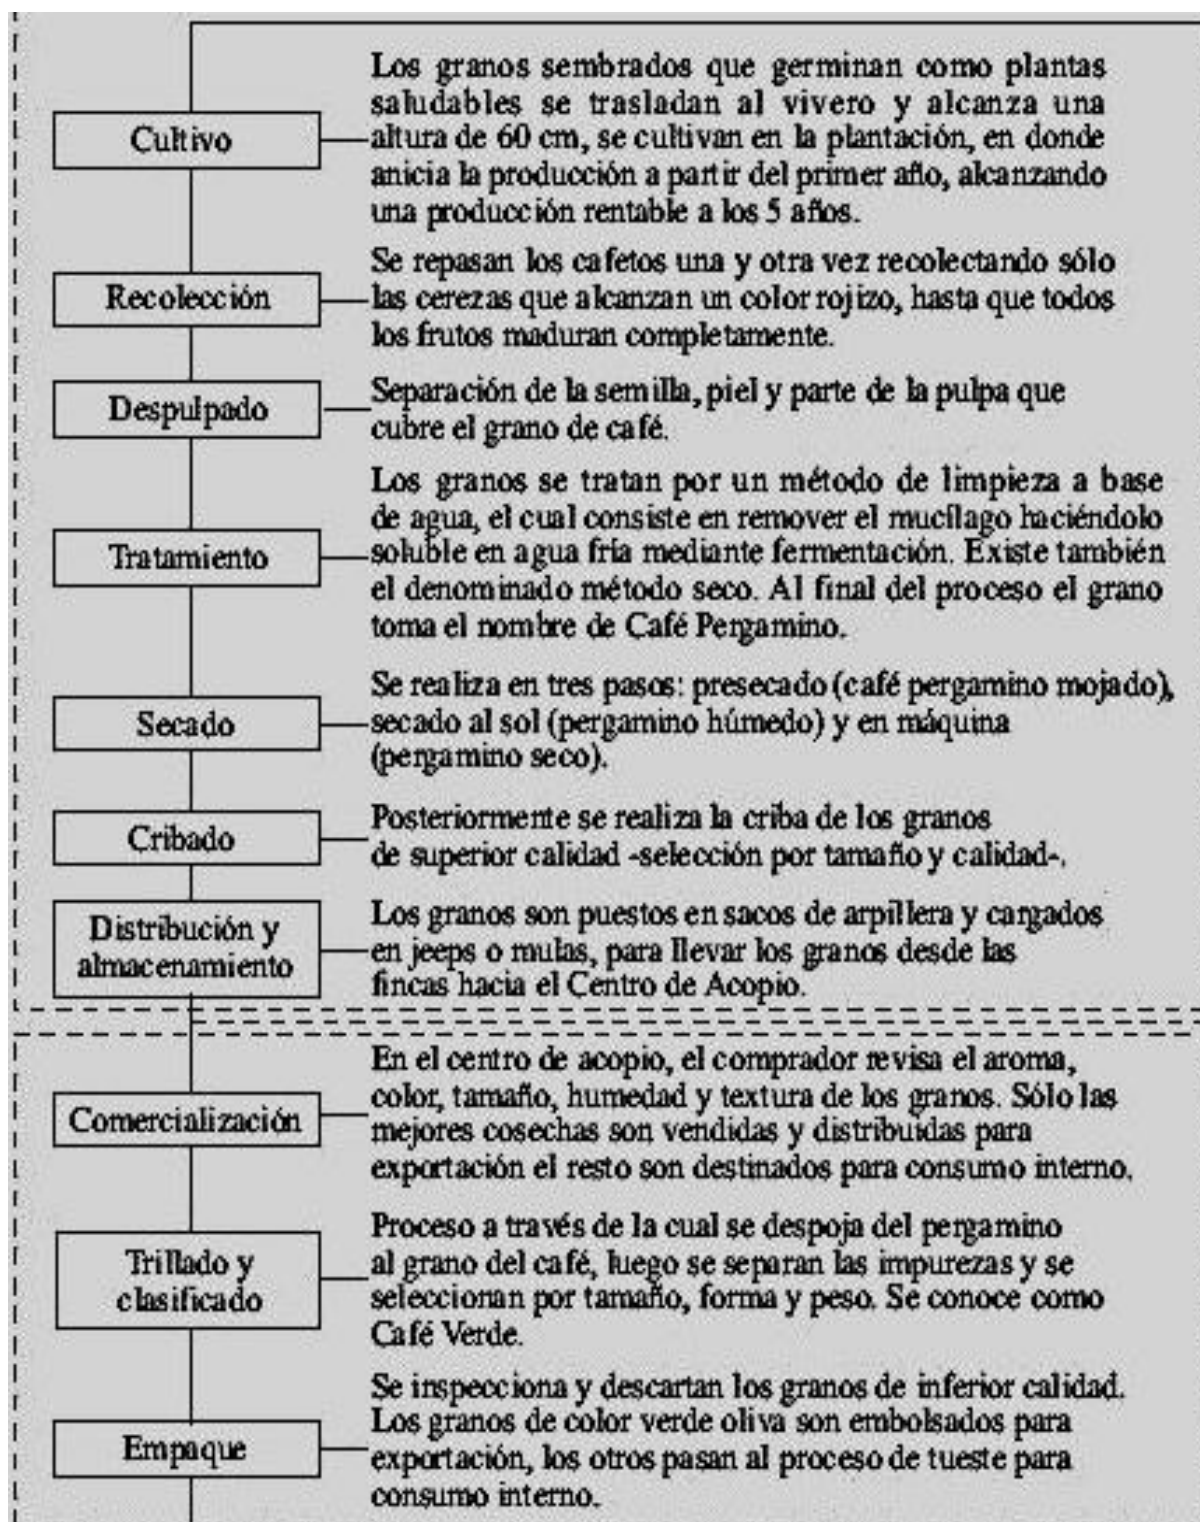 Cultivo
Los granos sembrados que germinan como plantas
saludables se trasladan al vivero y alcanza una
altura de 60 cm, se cultivan en la plantación, en donde
anicia la producción a partir del primer año, alcanzando
una producción rentable a los 5 años.
Recolección
Se repasan los cafetos una y otra vez recolectando sólo
las cerezas que alcanzan un color rojizo, hasta que todos
los frutos maduran completamente.
Despulpado
Separación de la semilla, piel y parte de la pulpa que
cubre el grano de café.
Tratamiento
Los granos se tratan por un método de limpieza a base
de agua, el cual consiste en remover el mucílago haciéndolo
soluble en agua fría mediante fermentación. Existe también
el denominado método seco. Al final del proceso el grano
toma el nombre de Café Pergamino.
Secado
Se realiza en tres pasos: presecado (café pergamino mojado),
secado al sol (pergamino húmedo) y en máquina
(pergamino seco).
Cribado
Posteriormente se realiza la criba de los granos
de superior calidad -selección por tamaño y calidad-.
Distribución y
almacenamiento
Los granos son puestos en sacos de arpillera y cargados
en jeeps o mulas, para llevar los granos desde las
fincas hacia el Centro de Acopio.
Comercialización
En el centro de acopio, el comprador revisa el aroma,
color, tamaño, humedad y textura de los granos. Sólo las
mejores cosechas son vendidas y distribuidas para
exportación el resto son destinados para consumo interno.
Trillado y
clasificado
Proceso a través de la cual se despoja del pergamino
al grano del café, luego se separan las impurezas y se
seleccionan por tamaño, forma y peso. Se conoce como
Café Verde.
Empaque
Se inspecciona y descartan los granos de inferior calidad.
Los granos de color verde oliva son embolsados para
exportación, los otros pasan al proceso de tueste para
consumo interno.